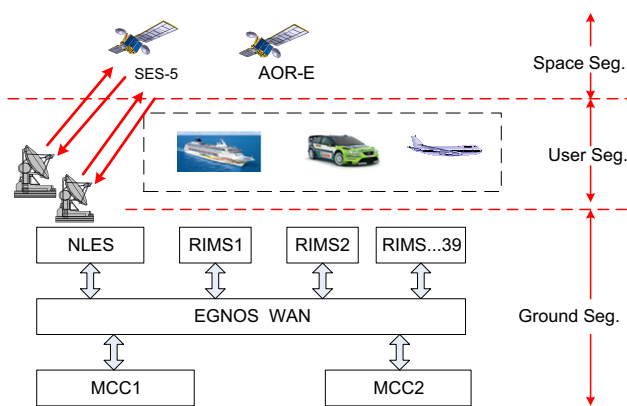 SES-5
AOR-E
Space Seg.
User Seg.
NLES
RIMS1
RIMS2
RIMS...39
EGNOS WAN
Ground Seg.
MCC1
MCC2